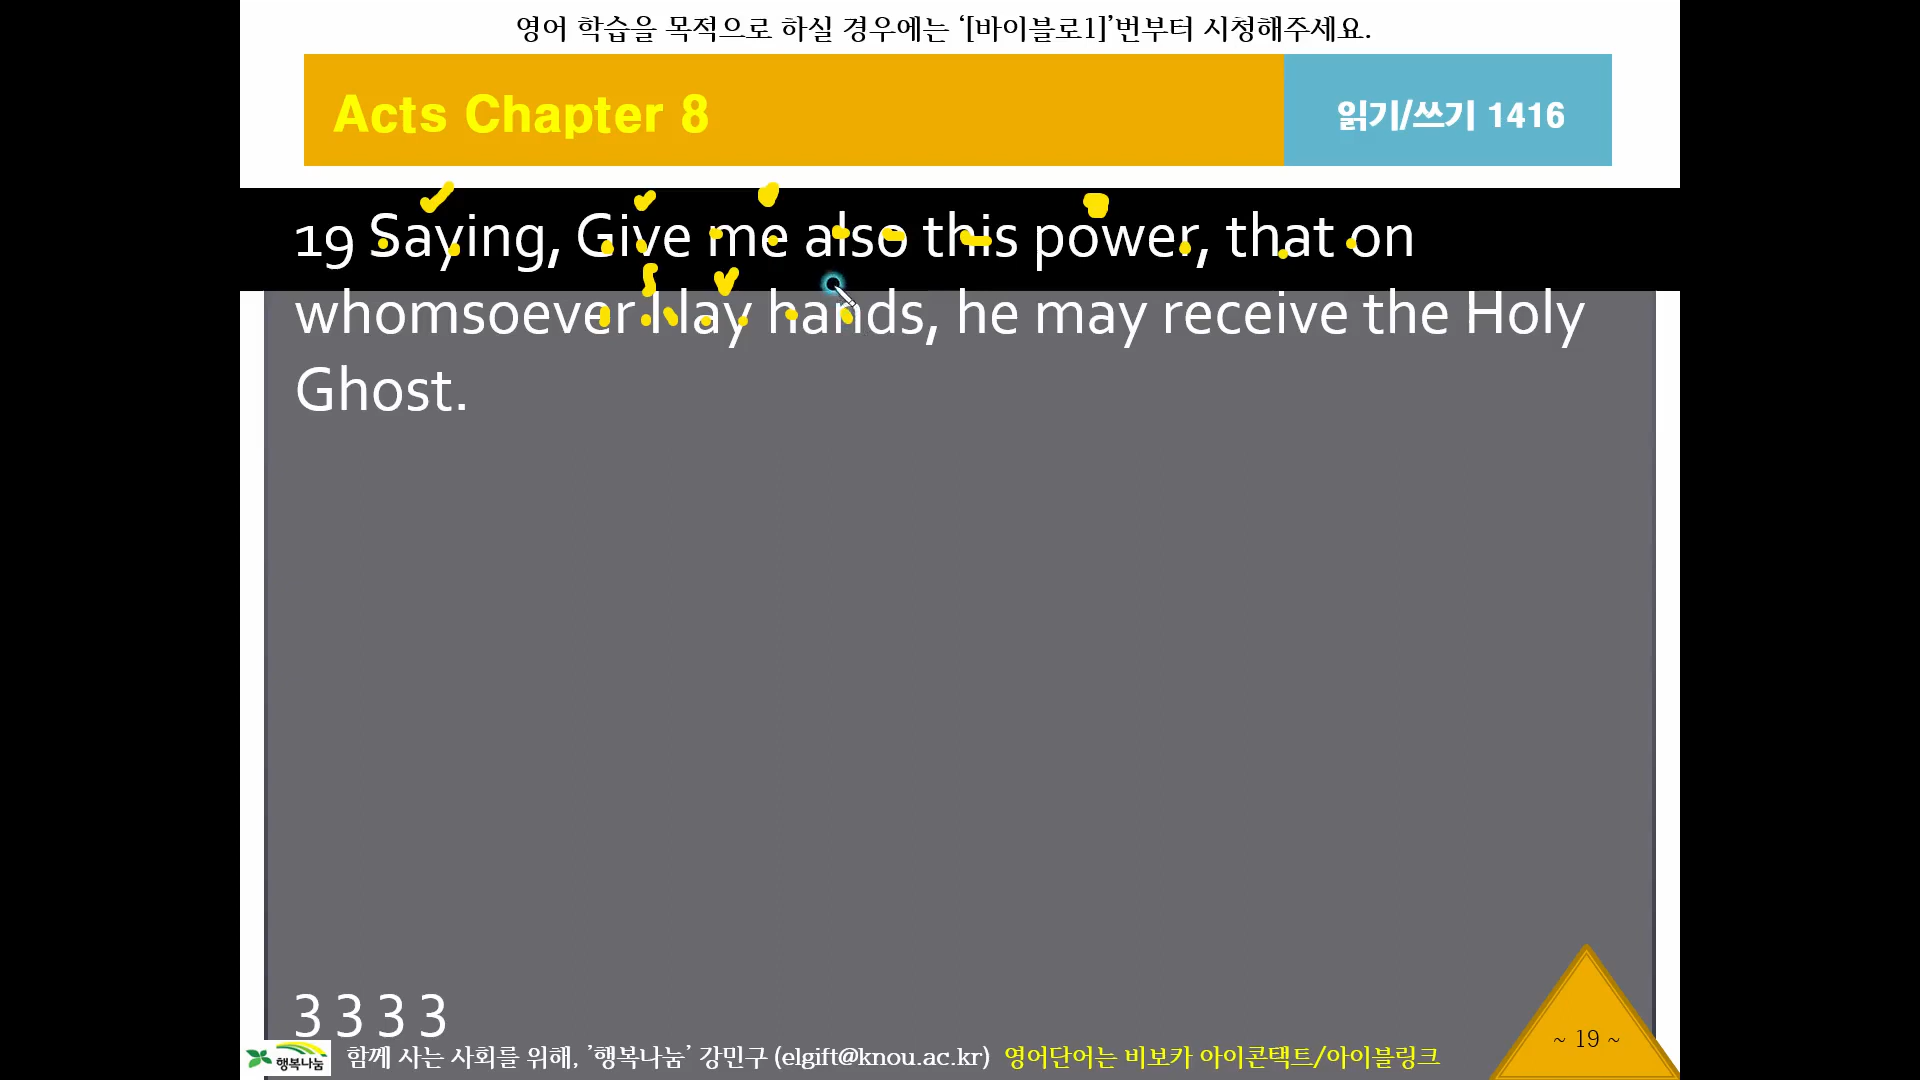 영어 학습을 목적으로 하실 경우에는 ‘[바이블로1]’번부터 시청해주세요.
Acts Chapter 8
읽기/쓰기 1416
19 Saying, Give me also this power, that on
whomsoever I lay hands, he may receive the Holy
Ghost.
3 3 3 3
~ 19 ~
행복나눔
함께 사는 사회를 위해, ’행복나눔’ 강민구 (elgift@knou.ac.kr) 영어단어는 비보카 아이콘택트/아이블링크